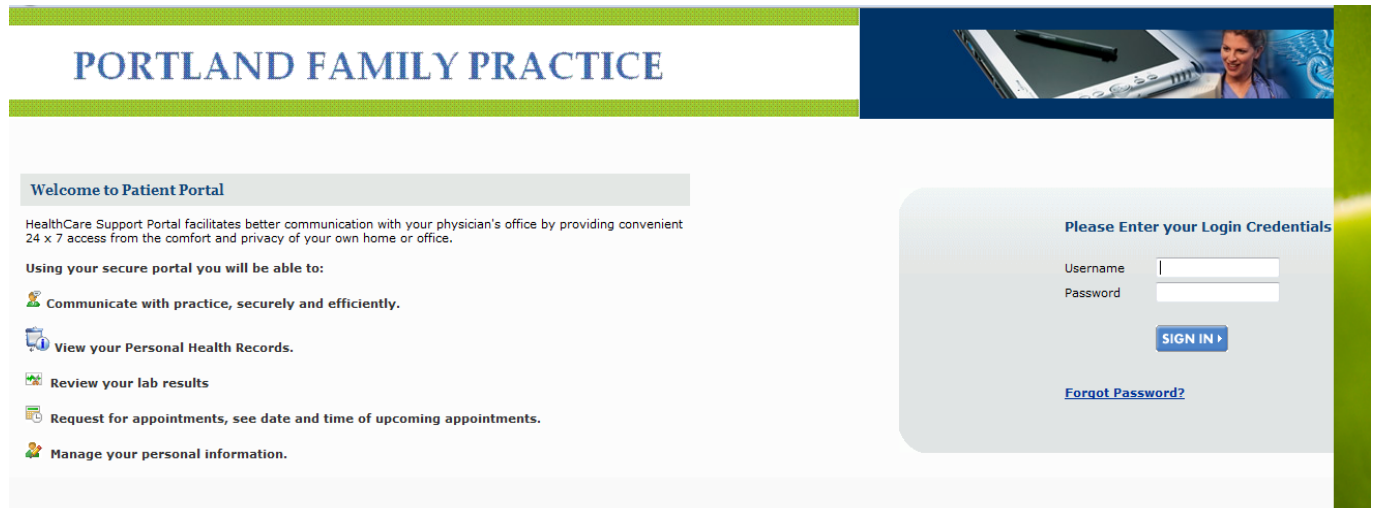 PORTLAND FAMILY PRACTICE
Welcome to Patient Portal
HealthCare Support Portal facilitates better communication with your physician's office by providing convenient
24 x 7 access from the comfort and privacy of your own home or office.
Using your secure portal you will be able to:
Communicate with practice, securely and efficiently.
View your Personal Health Records.
Review your lab results
Request for appointments, see date and time of upcoming appointments.
Manage your personal information.
Please Enter your Login Credentials
Username
Password
SIGN IN
Forgot Password?